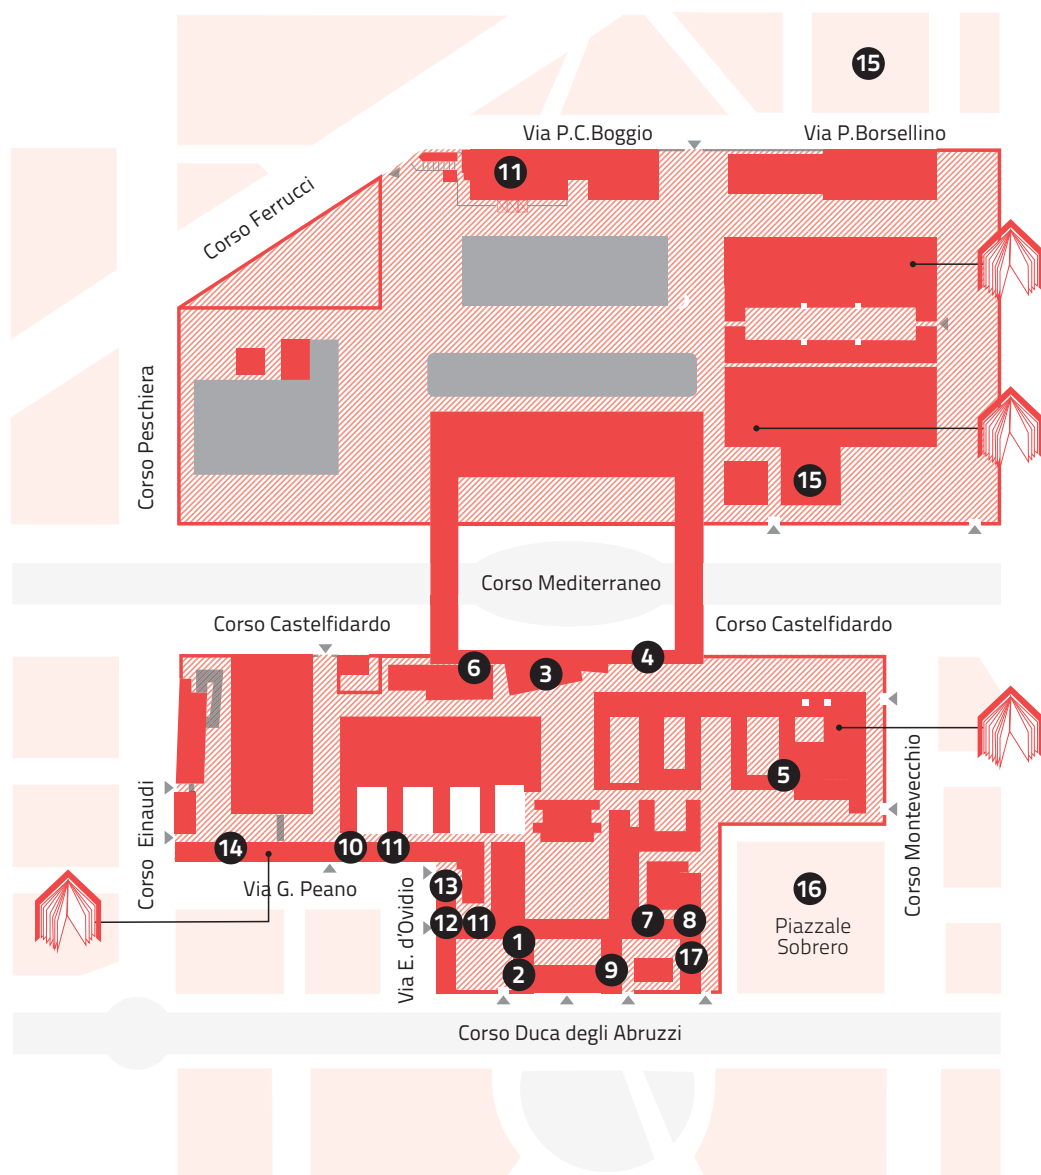 15
Via P.C.Boggio
Via P.Borsellino
11
Corso Ferrucci
Corso Peschiera
15
Corso Mediterraneo
Corso Castelfidardo
Corso Castelfidardo
4
6
3
5
Corso Einaudi
Corso Montevecchio
14
10
11
Via G. Peano
13
16
Piazzale
Sobrero
Via E. d'Ovidio
12
11
7
8
1
17
2
9
Corso Duca degli Abruzzi